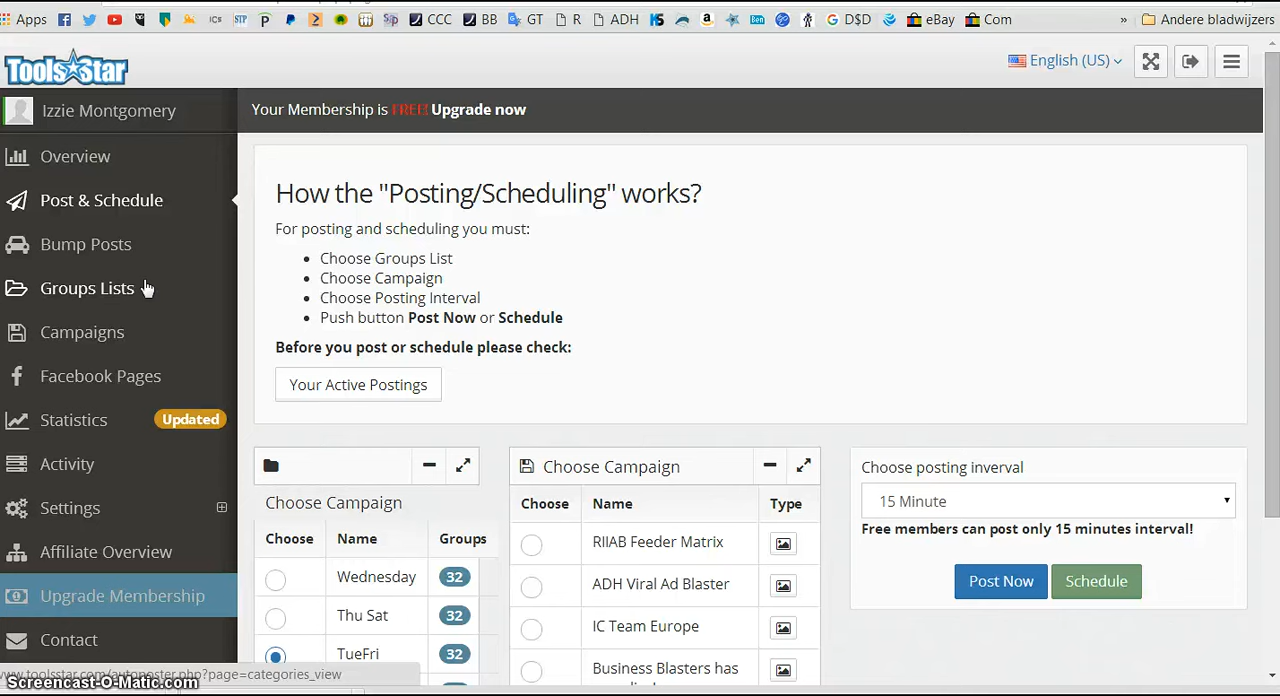 Apps
CCC
BB
GT
R
ADH
D$D
eBay
Com
»
Andere bladwijzers
Tools Star
English (US)
Izzie Montgomery
Your Membership is FREE! Upgrade now
Overview
Post & Schedule
Bump Posts
Groups Lists
Campaigns
Facebook Pages
Statistics
Updated
Activity
Settings
Affiliate Overview
Upgrade Membership
Contact
How the "Posting/Scheduling" works?
For posting and scheduling you must:
• Choose Groups List
• Choose Campaign
• Choose Posting Interval
• Push button Post Now or Schedule
Before you post or schedule please check:
Your Active Postings
Choose Campaign
Choose Name Groups
Wednesday 32
Thu Sat 32
TueFri 32
Choose Campaign
Choose Name Type
RIIAB Feeder Matrix
ADH Viral Ad Blaster
IC Team Europe
Business Blasters has
Choose posting inverval
15 Minute
Free members can post only 15 minutes interval!
Post Now
Schedule
www.toolsstar.com/autoposter.php?page=categories_view
Screencast-O-Matic.com